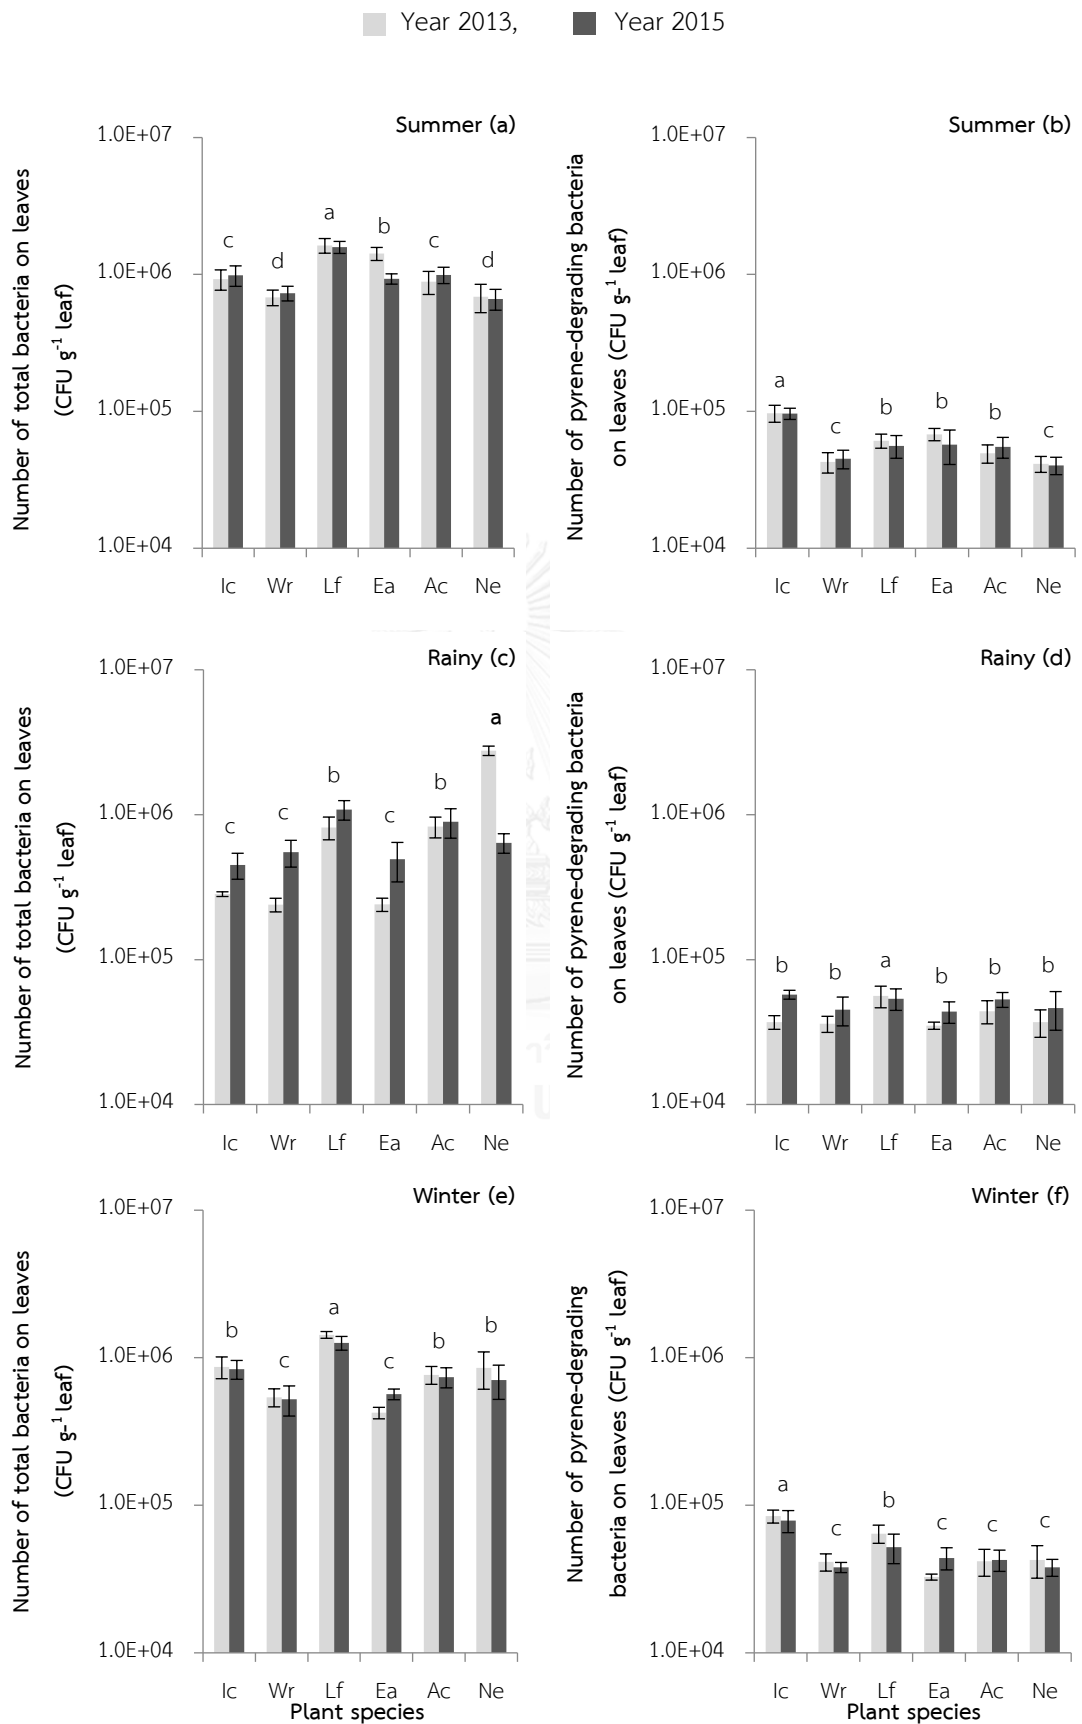 Year 2013, Year 2015
Summer (a)
Number of total bacteria on leaves
(CFU g-1 leaf)
1.0E+07
1.0E+06
1.0E+05
1.0E+04
c d a b c d
Ic Wr Lf Ea Ac Ne
Summer (b)
Number of pyrene-degrading bacteria
on leaves (CFU g-1 leaf)
1.0E+07
1.0E+06
1.0E+05
1.0E+04
a c b b b c
Ic Wr Lf Ea Ac Ne
Rainy (c)
Number of total bacteria on leaves
(CFU g-1 leaf)
1.0E+07
1.0E+06
1.0E+05
1.0E+04
c c b c b a
Ic Wr Lf Ea Ac Ne
Rainy (d)
Number of pyrene-degrading bacteria
on leaves (CFU g-1 leaf)
1.0E+07
1.0E+06
1.0E+05
1.0E+04
b b a b b b
Ic Wr Lf Ea Ac Ne
Winter (e)
Number of total bacteria on leaves
(CFU g-1 leaf)
1.0E+07
1.0E+06
1.0E+05
1.0E+04
b c a c b b
Ic Wr Lf Ea Ac Ne
Plant species
Winter (f)
Number of pyrene-degrading
bacteria on leaves (CFU g-1 leaf)
1.0E+07
1.0E+06
1.0E+05
1.0E+04
a c b c c c
Ic Wr Lf Ea Ac Ne
Plant species